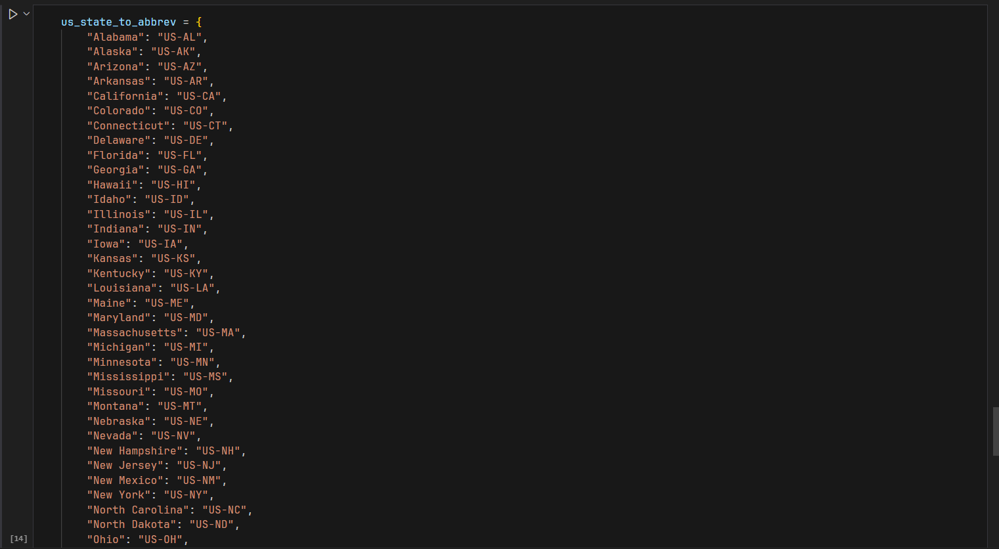 us_state_to_abbrev = {
    "Alabama": "US-AL",
    "Alaska": "US-AK",
    "Arizona": "US-AZ",
    "Arkansas": "US-AR",
    "California": "US-CA",
    "Colorado": "US-CO",
    "Connecticut": "US-CT",
    "Delaware": "US-DE",
    "Florida": "US-FL",
    "Georgia": "US-GA",
    "Hawaii": "US-HI",
    "Idaho": "US-ID",
    "Illinois": "US-IL",
    "Indiana": "US-IN",
    "Iowa": "US-IA",
    "Kansas": "US-KS",
    "Kentucky": "US-KY",
    "Louisiana": "US-LA",
    "Maine": "US-ME",
    "Maryland": "US-MD",
    "Massachusetts": "US-MA",
    "Michigan": "US-MI",
    "Minnesota": "US-MN",
    "Mississippi": "US-MS",
    "Missouri": "US-MO",
    "Montana": "US-MT",
    "Nebraska": "US-NE",
    "Nevada": "US-NV",
    "New Hampshire": "US-NH",
    "New Jersey": "US-NJ",
    "New Mexico": "US-NM",
    "New York": "US-NY",
    "North Carolina": "US-NC",
    "North Dakota": "US-ND",
    "Ohio": "US-OH",
[14]